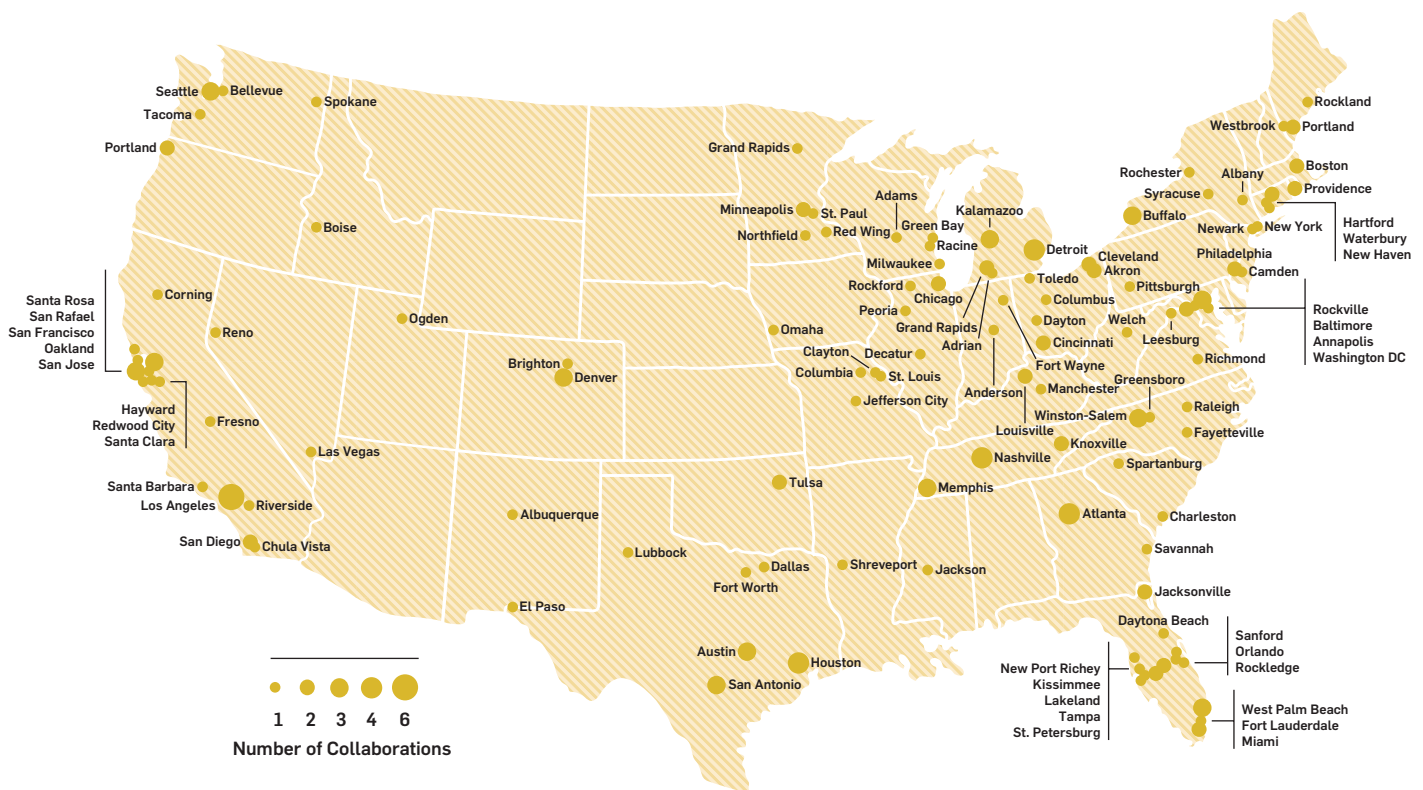 Seattle
Bellevue
Spokane
Tacoma
Portland
Boise
Corning
Santa Rosa
San Rafael
San Francisco
Oakland
San Jose
Reno
Ogden
Hayward
Redwood City
Santa Clara
Fresno
Las Vegas
Santa Barbara
Los Angeles
Riverside
San Diego
Chula Vista
Brighton
Denver
Albuquerque
El Paso
Lubbock
Fort Worth
Dallas
Austin
Houston
San Antonio
Tulsa
Shreveport
Jackson
Grand Rapids
Minneapolis
St. Paul
Northfield
Red Wing
Adams
Green Bay
Racine
Milwaukee
Rockford
Chicago
Peoria
Omaha
Clayton
Decatur
Columbia
St. Louis
Jefferson City
Kalamazoo
Detroit
Grand Rapids
Adrian
Toledo
Cleveland
Akron
Columbus
Dayton
Cincinnati
Fort Wayne
Anderson
Louisville
Manchester
Greensboro
Winston-Salem
Knoxville
Nashville
Memphis
Atlanta
Spartanburg
Raleigh
Fayetteville
Charleston
Savannah
Jacksonville
Daytona Beach
Sanford
Orlando
Rockledge
New Port Richey
Kissimmee
Lakeland
Tampa
St. Petersburg
West Palm Beach
Fort Lauderdale
Miami
Rockland
Westbrook
Portland
Rochester
Albany
Boston
Syracuse
Providence
Buffalo
Newark
New York
Hartford
Waterbury
New Haven
Philadelphia
Camden
Pittsburgh
Welch
Leesburg
Rockville
Baltimore
Annapolis
Washington DC
Richmond
1 2 3 4 6
Number of Collaborations